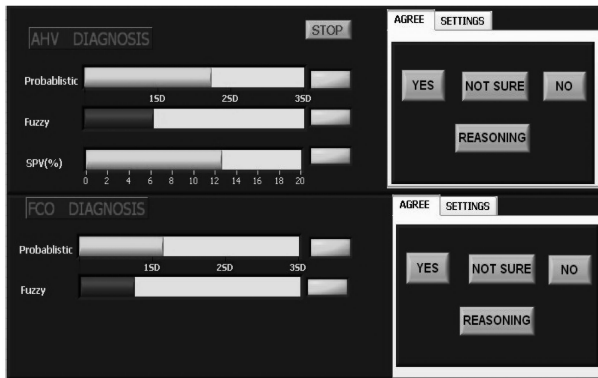 AHV DIAGNOSIS
STOP
Probablistic
1SD 2SD 3SD
Fuzzy
SPV(%)
0 2 4 6 8 10 12 14 16 18 20
AGREE SETTINGS
YES NOT SURE NO
REASONING
FCO DIAGNOSIS
Probablistic
1SD 2SD 3SD
Fuzzy
AGREE SETTINGS
YES NOT SURE NO
REASONING